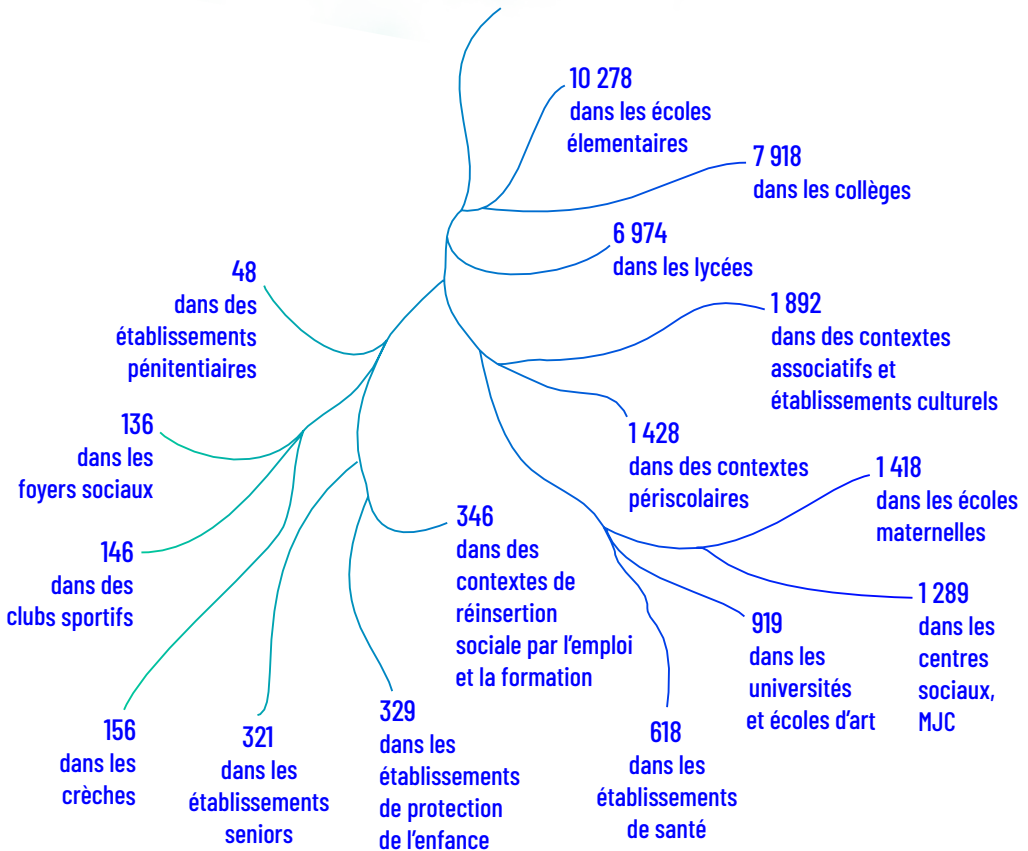 10 278
dans les écoles
élementaires
7 918
dans les collèges
6 974
dans les lycées
1 892
dans des contextes
associatifs et
établissements culturels
1 428
dans des contextes
périscolaires
1 418
dans les écoles
maternelles
1 289
dans les
centres
sociaux,
MJC
919
dans les
universités
et écoles d'art
618
dans les
établissements
de santé
346
dans des
contextes de
réinsertion
sociale par l'emploi
et la formation
329
dans les
établissements
de protection
de l'enfance
321
dans les
établissements
seniors
156
dans les
crèches
146
dans des
clubs sportifs
136
dans les
foyers sociaux
48
dans des
établissements
pénitentiaires